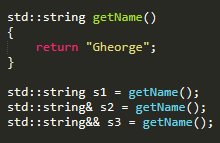 std::string getName()
{
    return "Gheorge";
}

std::string s1 = getName();
std::string& s2 = getName();
std::string&& s3 = getName();